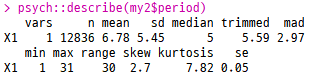 > psych::describe(my2$period)
vars n mean sd median trimmed mad
X1 1 12836 6.78 5.45 5 5.59 2.97
min max range skew kurtosis se
X1 1 31 30 2.7 7.82 0.05